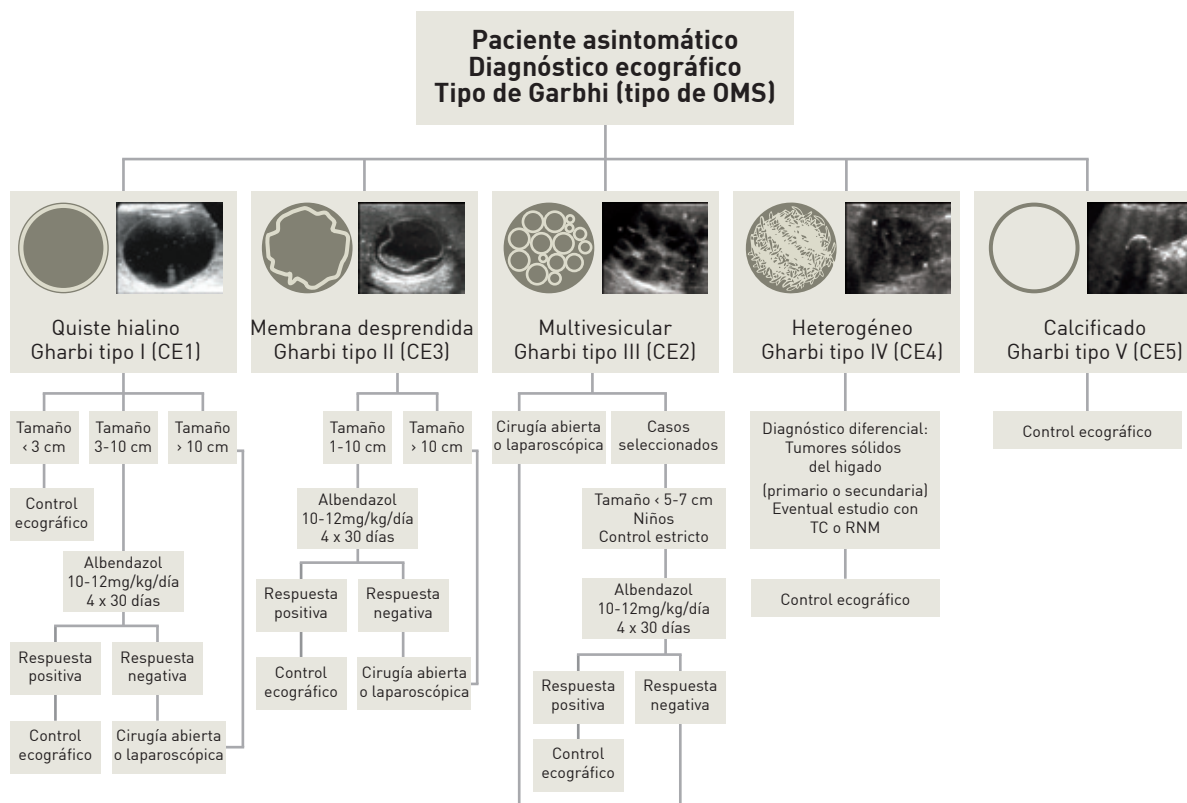 Paciente asintomático
Diagnóstico ecográfico
Tipo de Garbhi (tipo de OMS)
Quiste hialino
Gharbi tipo I (CE1)
Tamaño
< 3 cm
Tamaño
3-10 cm
Tamaño
> 10 cm
Control
ecográfico
Albendazol
10-12mg/kg/día
4 x 30 días
Respuesta
positiva
Respuesta
negativa
Control
ecográfico
Cirugía abierta
o laparoscópica
Membrana desprendida
Gharbi tipo II (CE3)
Tamaño
1-10 cm
Tamaño
> 10 cm
Albendazol
10-12mg/kg/día
4 x 30 días
Respuesta
positiva
Respuesta
negativa
Control
ecográfico
Cirugía abierta
o laparoscópica
Multivesicular
Gharbi tipo III (CE2)
Cirugía abierta
o laparoscópica
Casos
seleccionados
Tamaño < 5-7 cm
Niños
Control estricto
Albendazol
10-12mg/kg/día
4 x 30 días
Respuesta
positiva
Respuesta
negativa
Control
ecográfico
Heterogéneo
Gharbi tipo IV (CE4)
Diagnóstico diferencial:
Tumores sólidos
del higado
(primario o secundaria)
Eventual estudio con
TC o RNM
Control ecográfico
Calcificado
Gharbi tipo V (CE5)
Control ecográfico